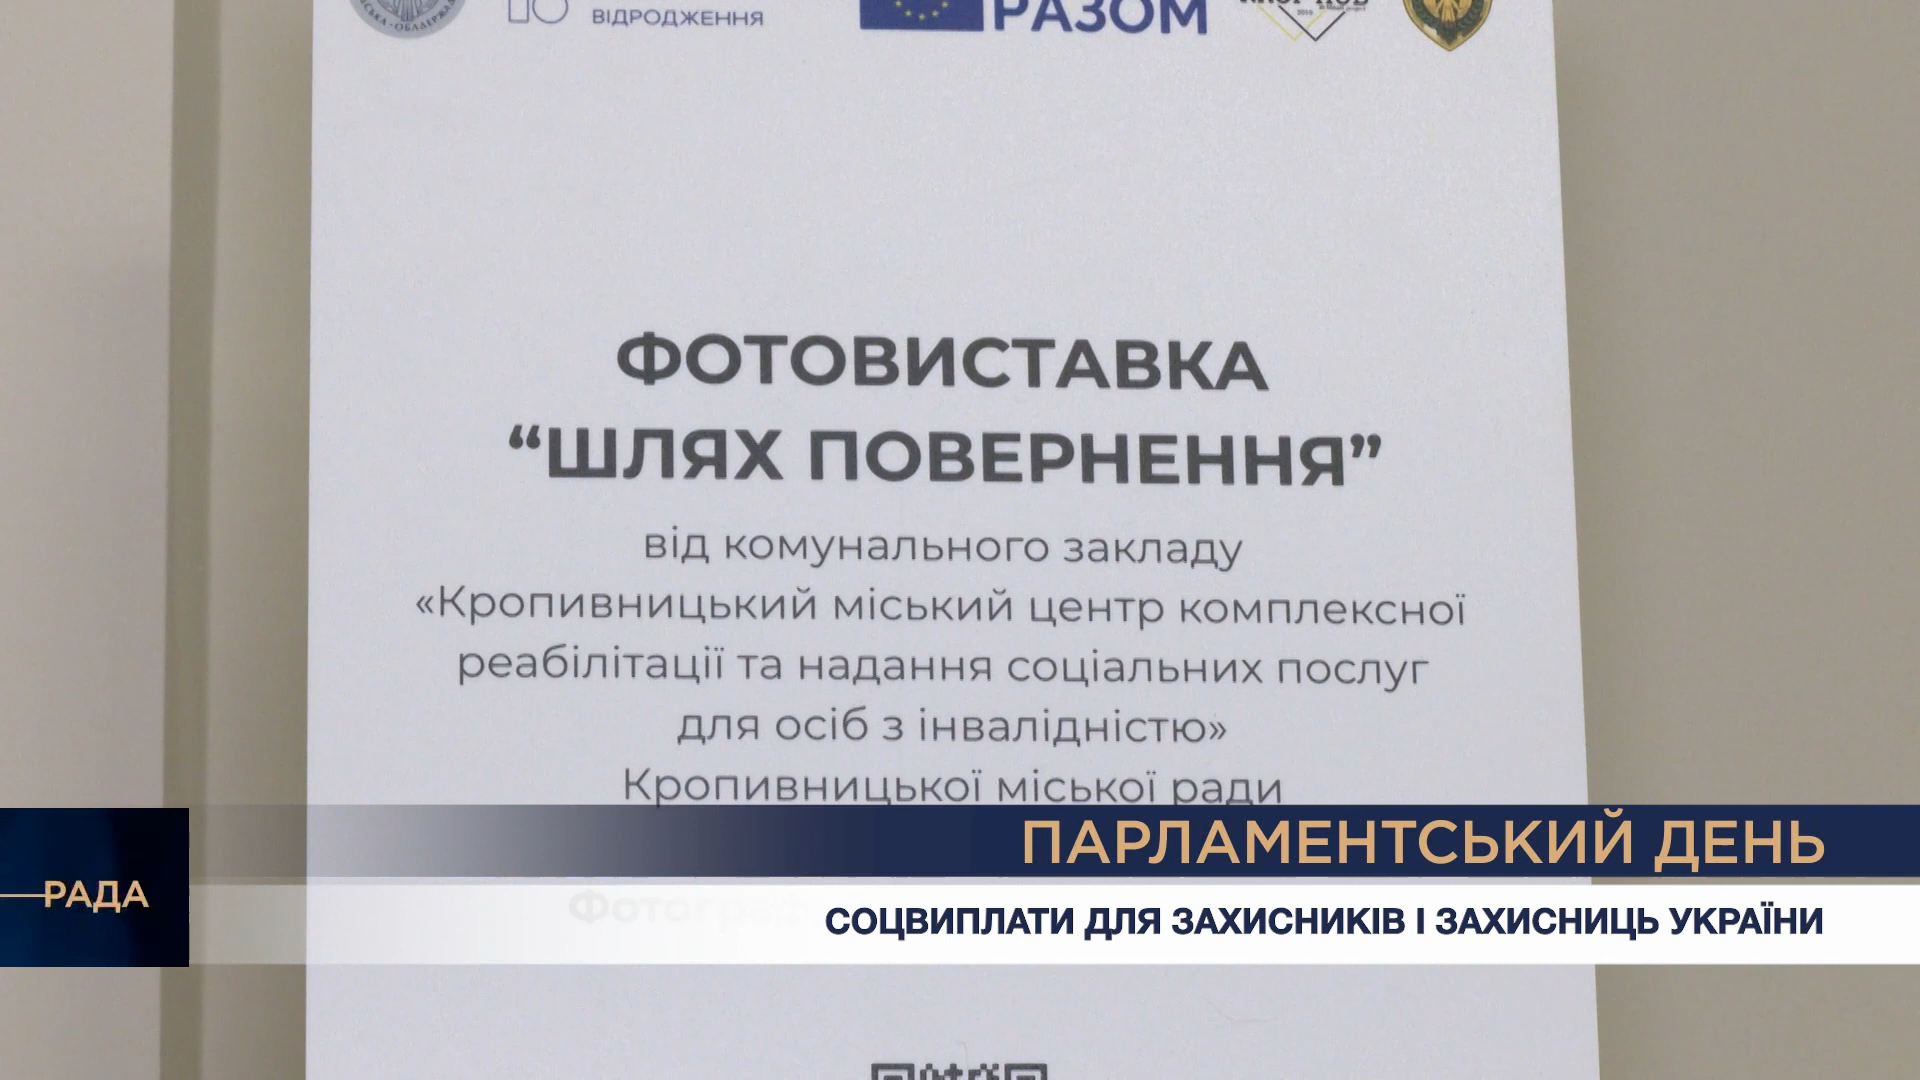 ВІДРОДЖЕННЯ
РАЗОМ
ФОТОВИСТАВКА
“ШЛЯХ ПОВЕРНЕННЯ”
від комунального закладу
«Кропивницький міський центр комплексної
реабілітації та надання соціальних послуг
для осіб з інвалідністю»
Кропивницької міської ради
ПАРЛАМЕНТСЬКИЙ ДЕНЬ
РАДА
СОЦВИПЛАТИ ДЛЯ ЗАХИСНИКІВ І ЗАХИСНИЦЬ УКРАЇНИ